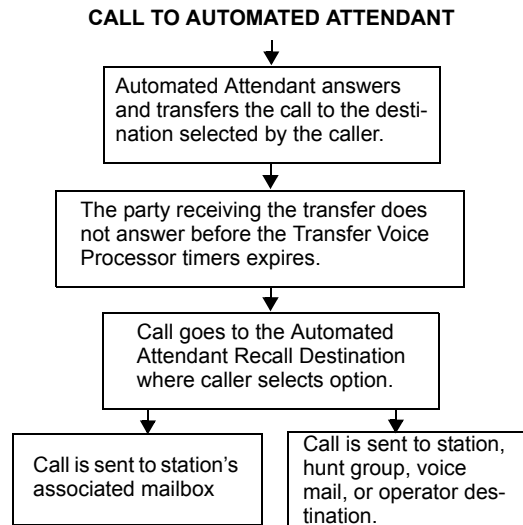 CALL TO AUTOMATED ATTENDANT
Automated Attendant answers
and transfers the call to the desti-
nation selected by the caller.
The party receiving the transfer does
not answer before the Transfer Voice
Processor timers expires.
Call goes to the Automated
Attendant Recall Destination
where caller selects option.
Call is sent to station's
associated mailbox
Call is sent to station,
hunt group, voice
mail, or operator des-
tination.